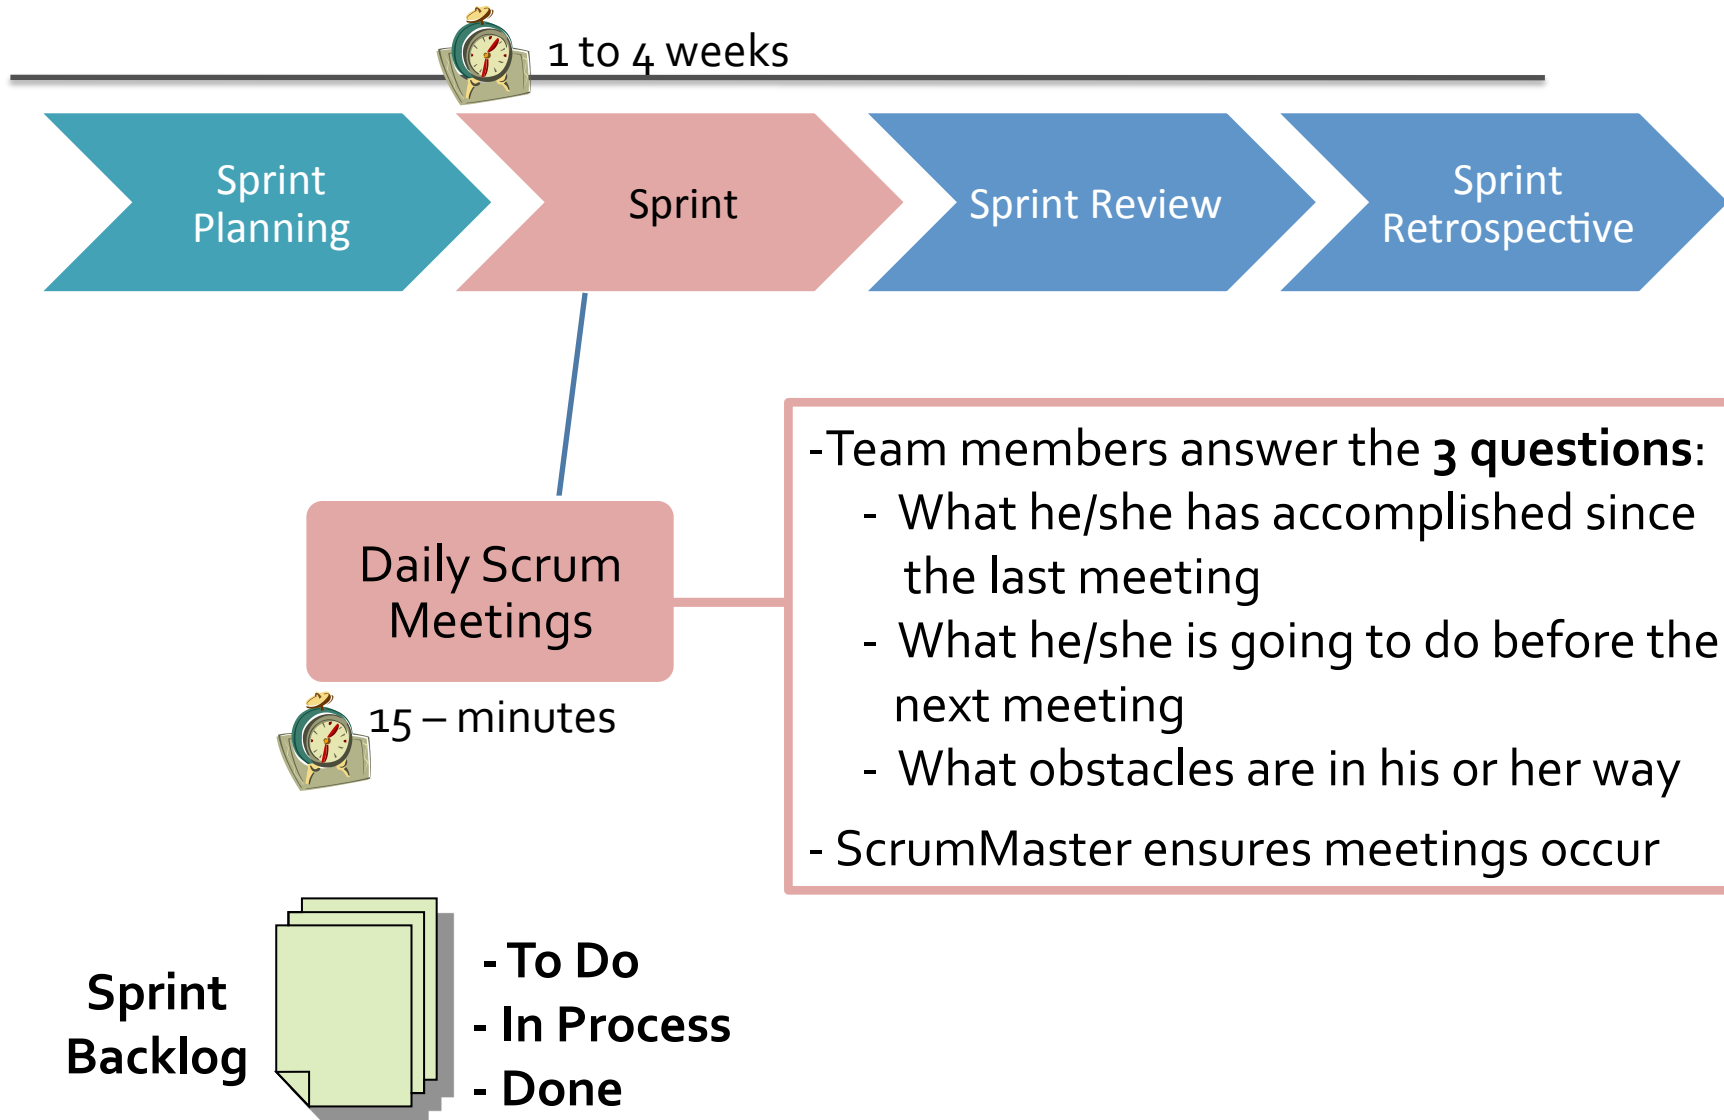 1 to 4 weeks
Sprint
Planning
Sprint
Sprint Review
Sprint
Retrospective
Daily Scrum
Meetings
15 – minutes
-Team members answer the 3 questions:
- What he/she has accomplished since
the last meeting
- What he/she is going to do before the
next meeting
- What obstacles are in his or her way
- ScrumMaster ensures meetings occur
Sprint
Backlog
- To Do
- In Process
- Done